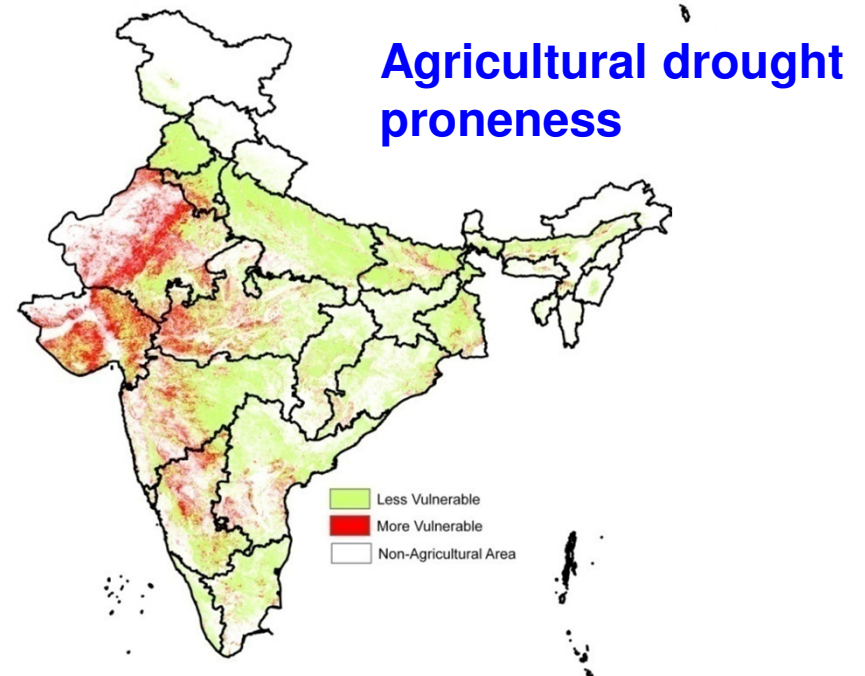 Agricultural drought
proneness
Less Vulnerable
More Vulnerable
Non-Agricultural Area